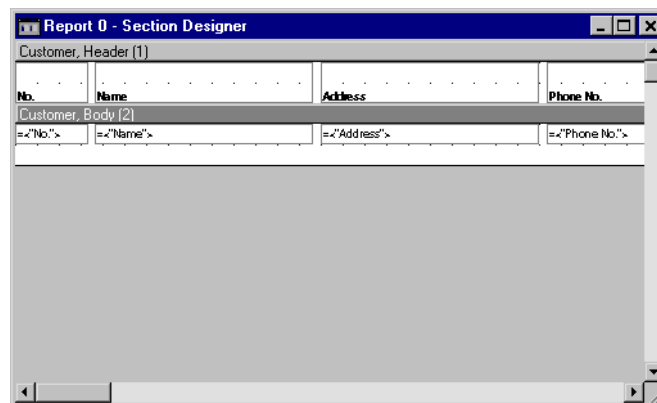 Report 0 - Section Designer
Customer, Header (1)
No. Name Address Phone No.
Customer, Body (2)
=<"No."> =<"Name"> =<"Address"> =<"Phone No.">